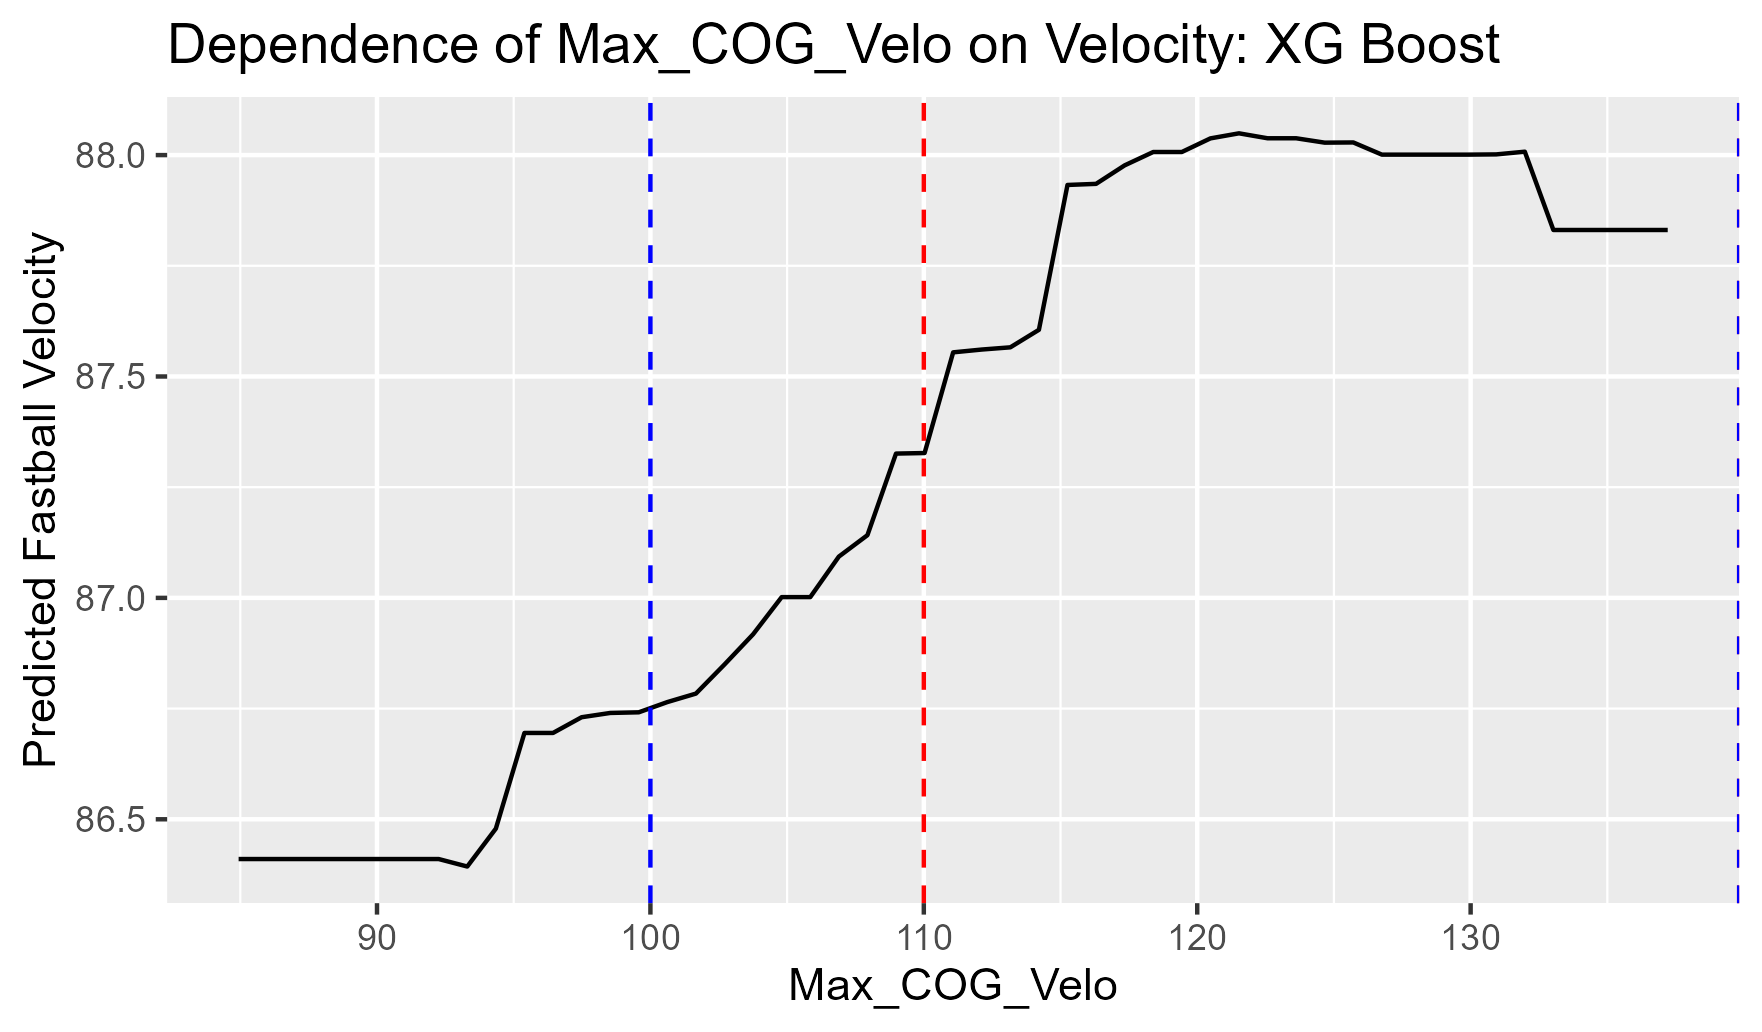 Dependence of Max_COG_Velo on Velocity: XG Boost
Predicted Fastball Velocity
88.0
87.5
87.0
86.5
90 100 110 120 130
Max_COG_Velo